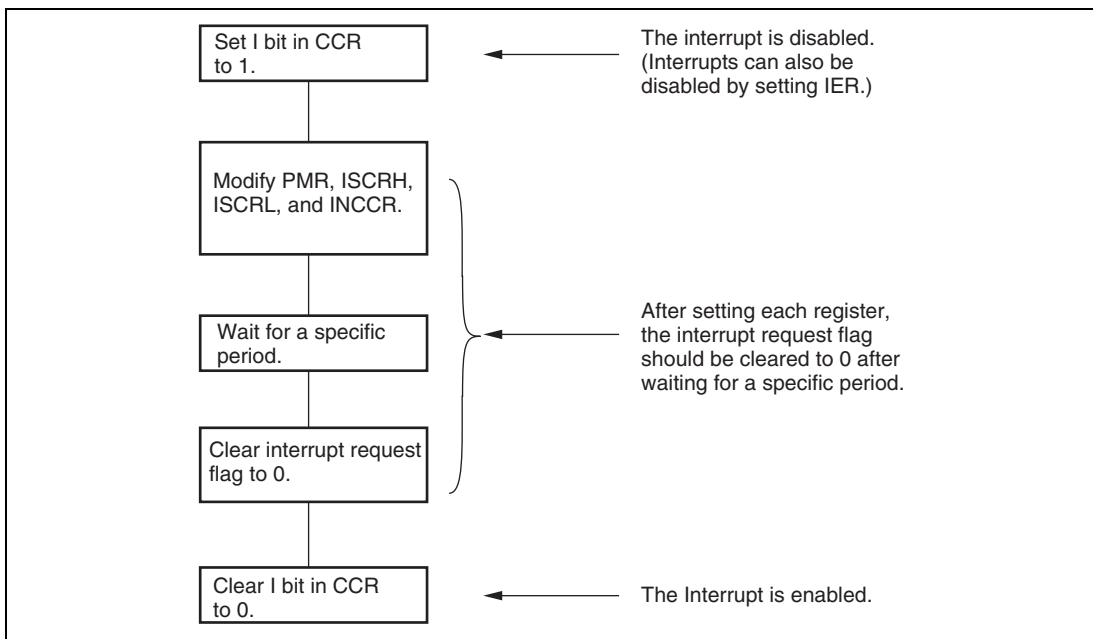 Set I bit in CCR
to 1.
The interrupt is disabled.
(Interrupts can also be
disabled by setting IER.)
Modify PMR, ISCRH,
ISCRL, and INCCR.
Wait for a specific
period.
After setting each register,
the interrupt request flag
should be cleared to 0 after
waiting for a specific period.
Clear interrupt request
flag to 0.
Clear I bit in CCR
to 0.
The Interrupt is enabled.